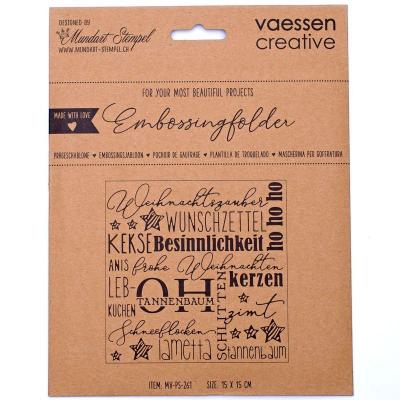 DESIGNED BY
Mundart Stempel
WWW.MUNDART-STEMPEL.CH
vaessen
creative
FOR YOUR MOST BEAUTIFUL PROJECTS
MADE WITH LOVE
Embossingfolder
PRÄGESCHABLONE ♥ EMBOSSINGSJABLOON ♥ POCHOIR DE GAUFRAGE ♥ PLANTILLA DE TROQUELADO ♥ MASCHERINA PER GOFFRATURA
Weihnachtszauber
WUNSCHZETTEL
ho ho ho
KEKSE Besinnlichkeit
ANIS frohe Weihnachten
LEB-
KUCHEN
OH
TANNENBAUM
kerzen
SCHLITTEN
zimt
Schneeflocken
lametta
tannenbaum
ITEM: MV-PS-261 SIZE: 15 X 15 CM